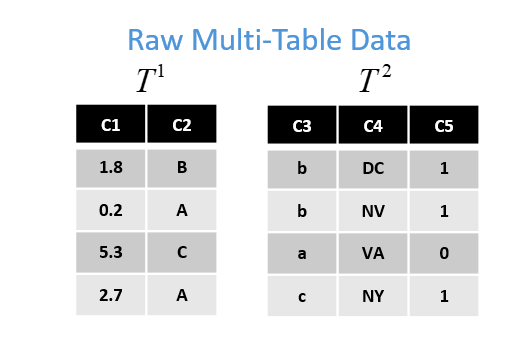 Raw Multi-Table Data
T¹ T²
C1 C2 C3 C4 C5
1.8 B b DC 1
0.2 A b NV 1
5.3 C a VA 0
2.7 A c NY 1